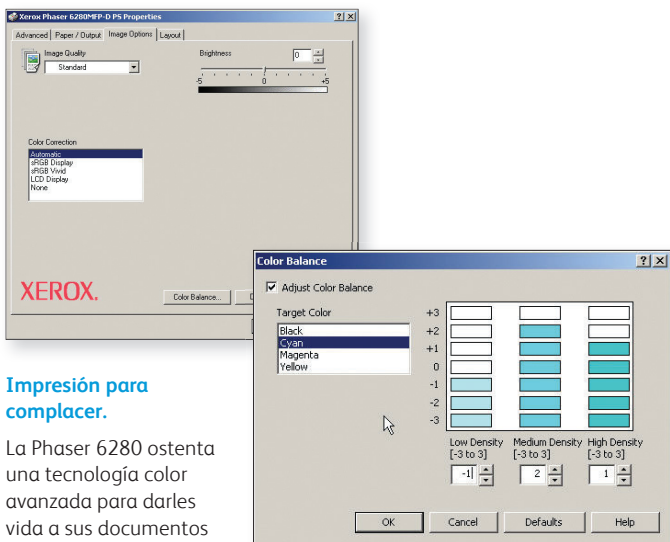 Xerox Phaser 6280MFP-D PS Properties
Advanced Paper / Output Image Options Layout
Image Quality
Standard
Brightness
0
-5 0 +5
Color Correction
Automatic
sRGB Display
sRGB Vivid
LCD Display
None
XEROX.
Color Balance...
Color Balance
Adjust Color Balance
Target Color
Black
Cyan
Magenta
Yellow
+3
+2
+1
0
-1
-2
-3
Low Density Medium Density High Density
[-3 to 3] [-3 to 3] [-3 to 3]
-1 2 1
OK Cancel Defaults Help
Impresión para
complacer.
La Phaser 6280 ostenta
una tecnología color
avanzada para darles
vida a sus documentos